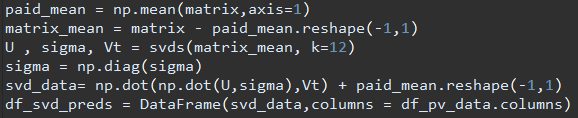 paid_mean = np.mean(matrix,axis=1)
matrix_mean = matrix - paid_mean.reshape(-1,1)
U , sigma, Vt = svds(matrix_mean, k=12)
sigma = np.diag(sigma)
svd_data= np.dot(np.dot(U,sigma),Vt) + paid_mean.reshape(-1,1)
df_svd_preds = DataFrame(svd_data,columns = df_pv_data.columns)